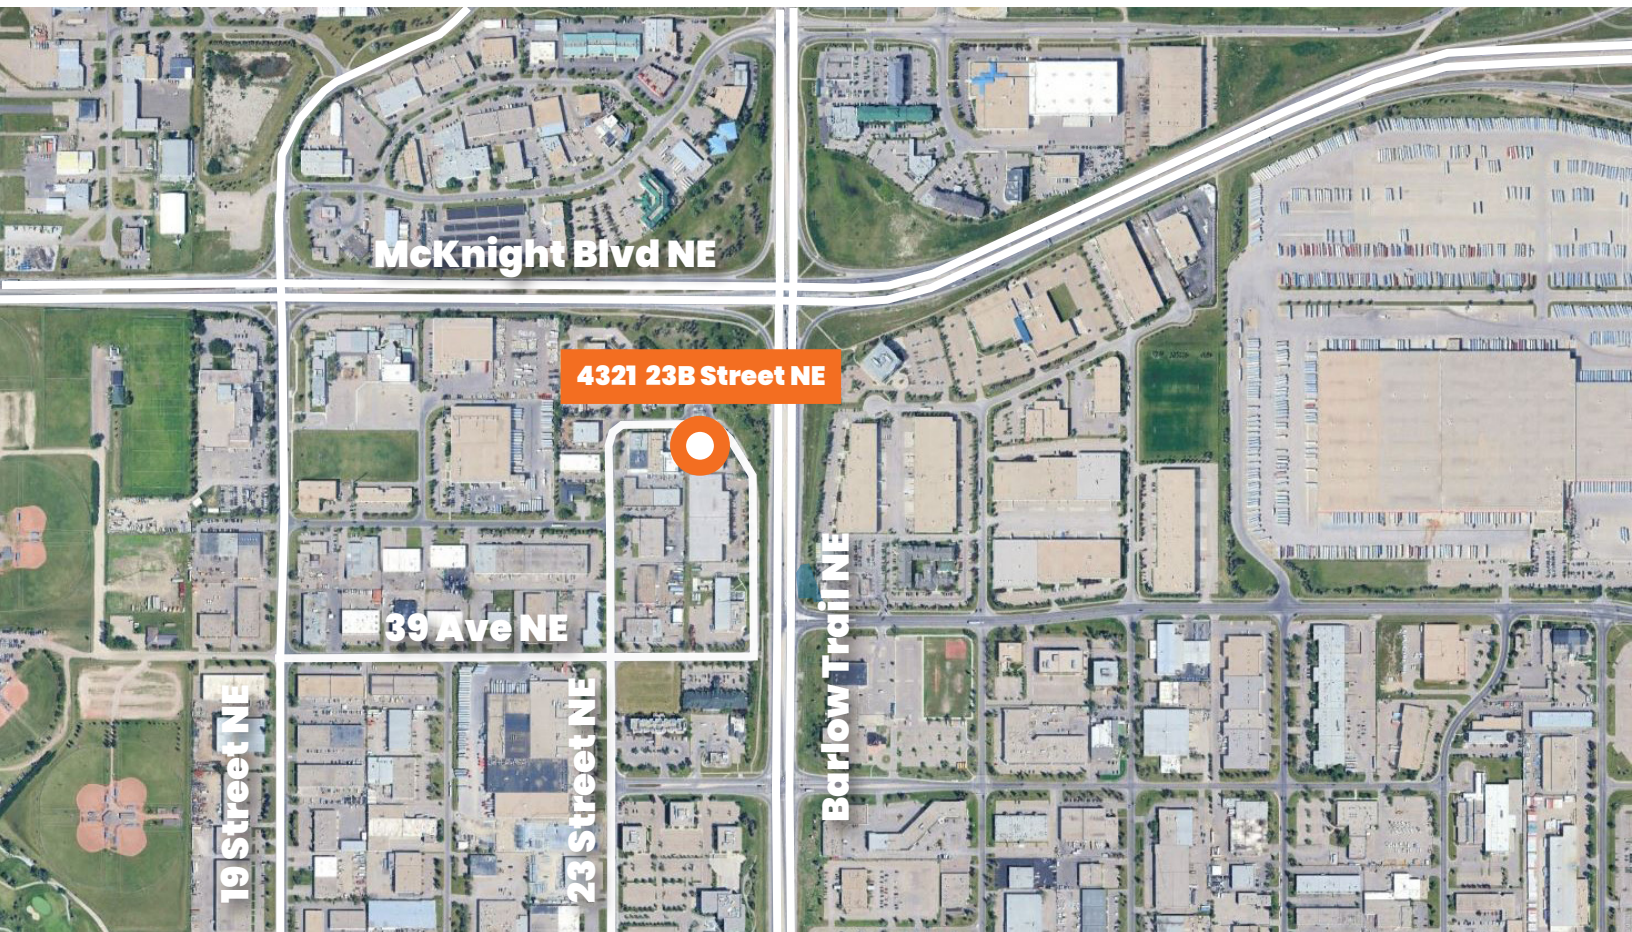 McKnight Blvd NE
4321 23B Street NE
39 Ave NE
Barlow Trail NE
19 Street NE
23 Street NE